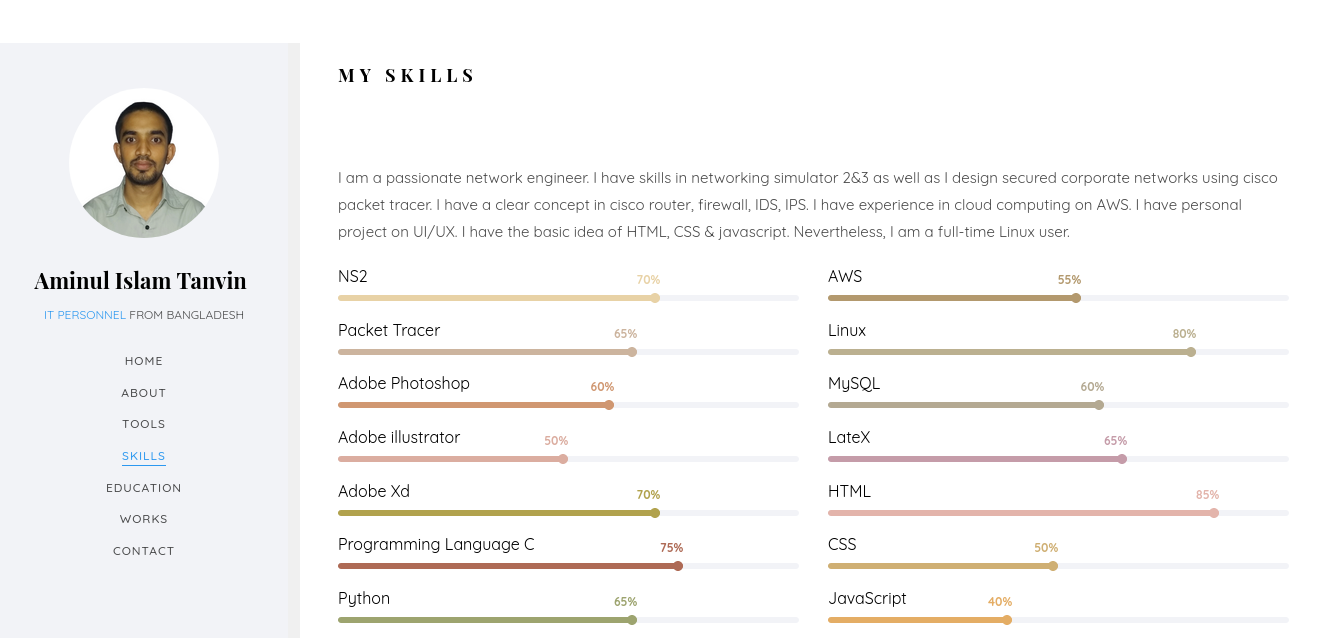 Aminul Islam Tanvin
IT PERSONNEL FROM BANGLADESH
HOME
ABOUT
TOOLS
SKILLS
EDUCATION
WORKS
CONTACT
MY SKILLS
I am a passionate network engineer. I have skills in networking simulator 2&3 as well as I design secured corporate networks using cisco
packet tracer. I have a clear concept in cisco router, firewall, IDS, IPS. I have experience in cloud computing on AWS. I have personal
project on UI/UX. I have the basic idea of HTML, CSS & javascript. Nevertheless, I am a full-time Linux user.
NS2 70%
Packet Tracer 65%
Adobe Photoshop 60%
Adobe illustrator 50%
Adobe Xd 70%
Programming Language C 75%
Python 65%
AWS 55%
Linux 80%
MySQL 60%
LateX 65%
HTML 85%
CSS 50%
JavaScript 40%